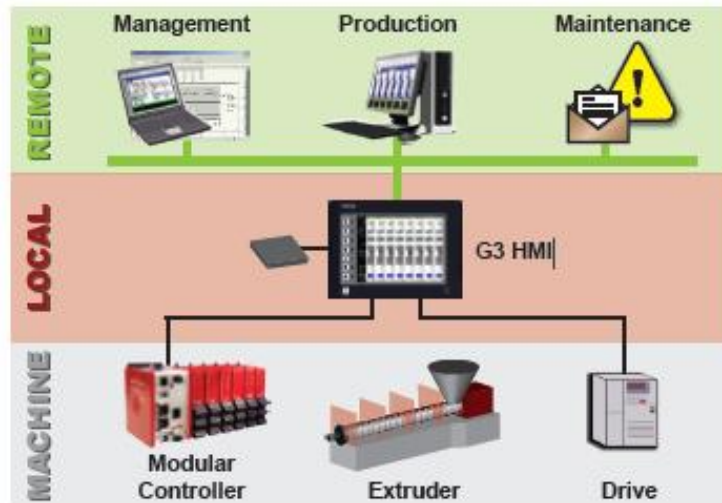 REMOTE
Management
Production
Maintenance
LOCAL
G3 HMI
MACHINE
Modular
Controller
Extruder
Drive